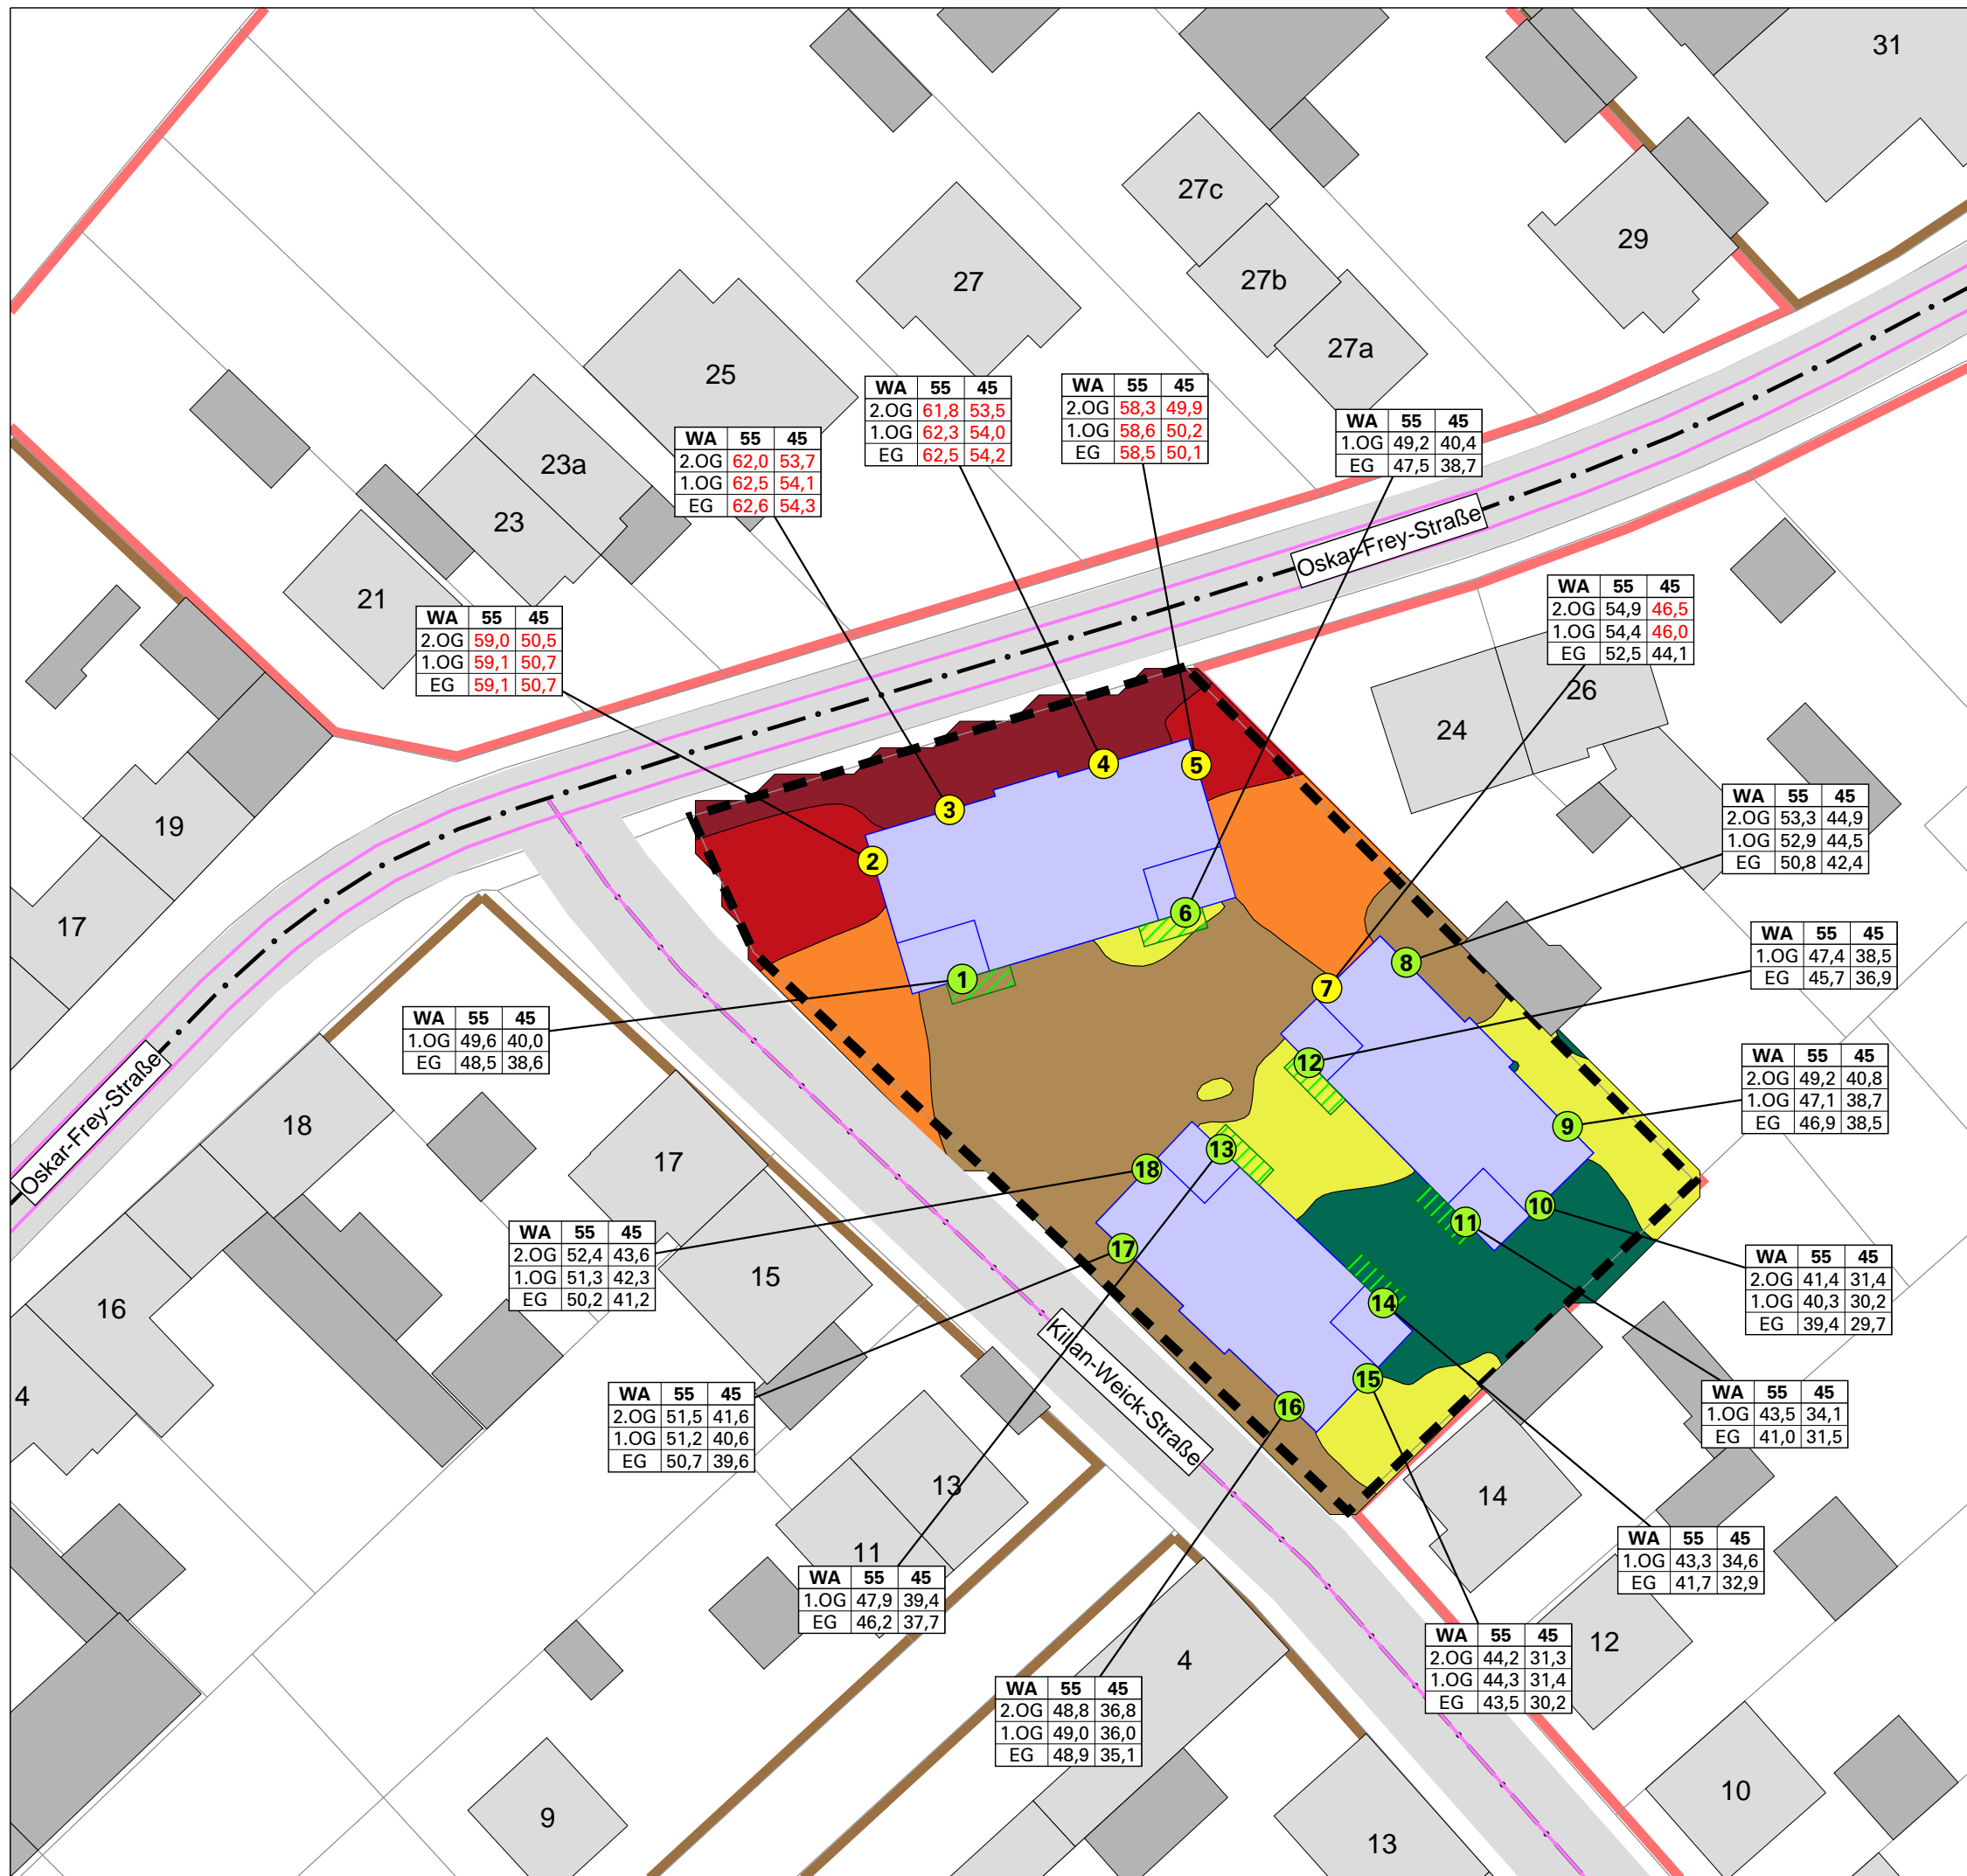 31
27c
29
27
27b
27a
25
WA 55 45
2.OG 61,8 53,5
1.OG 62,3 54,0
EG 62,5 54,2
WA 55 45
2.OG 58,3 49,9
1.OG 58,6 50,2
EG 58,5 50,1
WA 55 45
1.OG 49,2 40,4
EG 47,5 38,7
WA 55 45
2.OG 62,0 53,7
1.OG 62,5 54,1
EG 62,6 54,3
23a
23
Oskar-Frey-Straße
21
WA 55 45
2.OG 59,0 50,5
1.OG 59,1 50,7
EG 59,1 50,7
WA 55 45
2.OG 54,9 46,5
1.OG 54,4 46,0
EG 52,5 44,1
26
24
4
5
3
19
2
WA 55 45
2.OG 53,3 44,9
1.OG 52,9 44,5
EG 50,8 42,4
17
6
8
1
7
WA 55 45
1.OG 47,4 38,5
EG 45,7 36,9
WA 55 45
1.OG 49,6 40,0
EG 48,5 38,6
12
WA 55 45
2.OG 49,2 40,8
1.OG 47,1 38,7
EG 46,9 38,5
Oskar-Frey-Straße
18
9
17
13
18
10
11
17
WA 55 45
2.OG 52,4 43,6
1.OG 51,3 42,3
EG 50,2 41,2
15
16
14
WA 55 45
2.OG 41,4 31,4
1.OG 40,3 30,2
EG 39,4 29,7
4
Kilian-Weick-Straße
15
16
WA 55 45
2.OG 51,5 41,6
1.OG 51,2 40,6
EG 50,7 39,6
WA 55 45
1.OG 43,5 34,1
EG 41,0 31,5
13
14
11
WA 55 45
1.OG 43,3 34,6
EG 41,7 32,9
WA 55 45
1.OG 47,9 39,4
EG 46,2 37,7
4
12
WA 55 45
2.OG 44,2 31,3
1.OG 44,3 31,4
EG 43,5 30,2
WA 55 45
2.OG 48,8 36,8
1.OG 49,0 36,0
EG 48,9 35,1
9
10
13